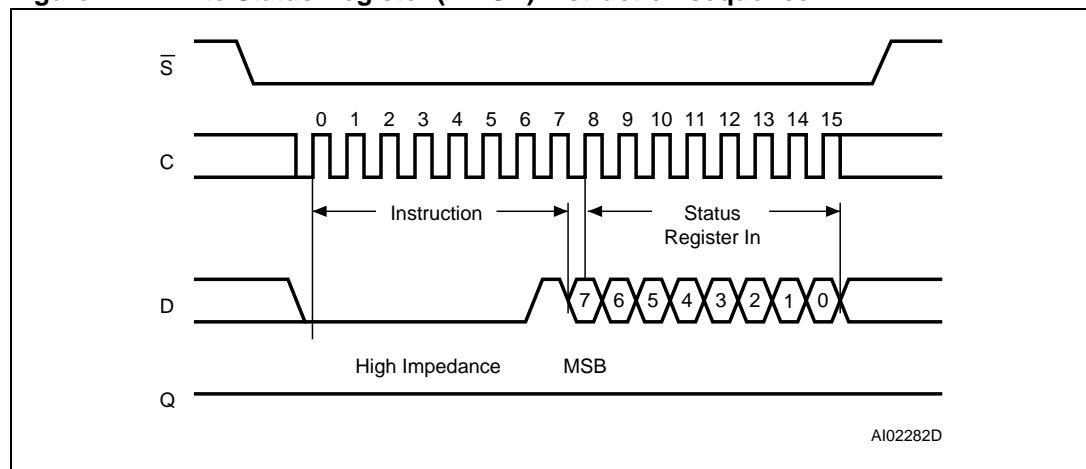 S
0 1 2 3 4 5 6 7 8 9 10 11 12 13 14 15
C
Instruction
Status
Register In
D
7 6 5 4 3 2 1 0
High Impedance
MSB
Q
AI02282D